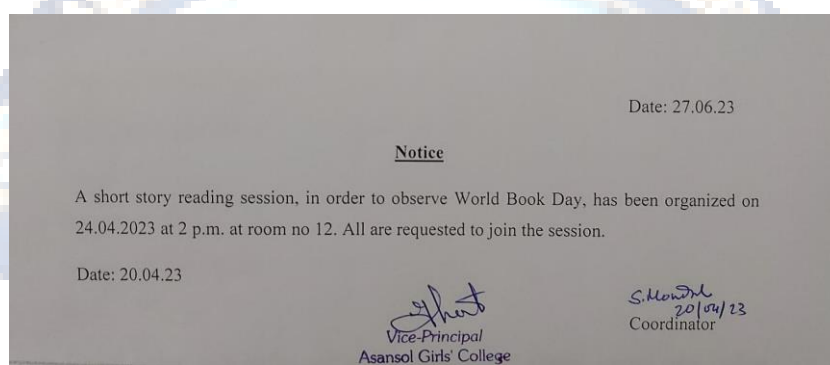 Date: 27.06.23
Notice
A short story reading session, in order to observe World Book Day, has been organized on
24.04.2023 at 2 p.m. at room no 12. All are requested to join the session.
Date: 20.04.23
S. Mondal
20/04/23
Vice-Principal
Coordinator
Asansol Girls' College